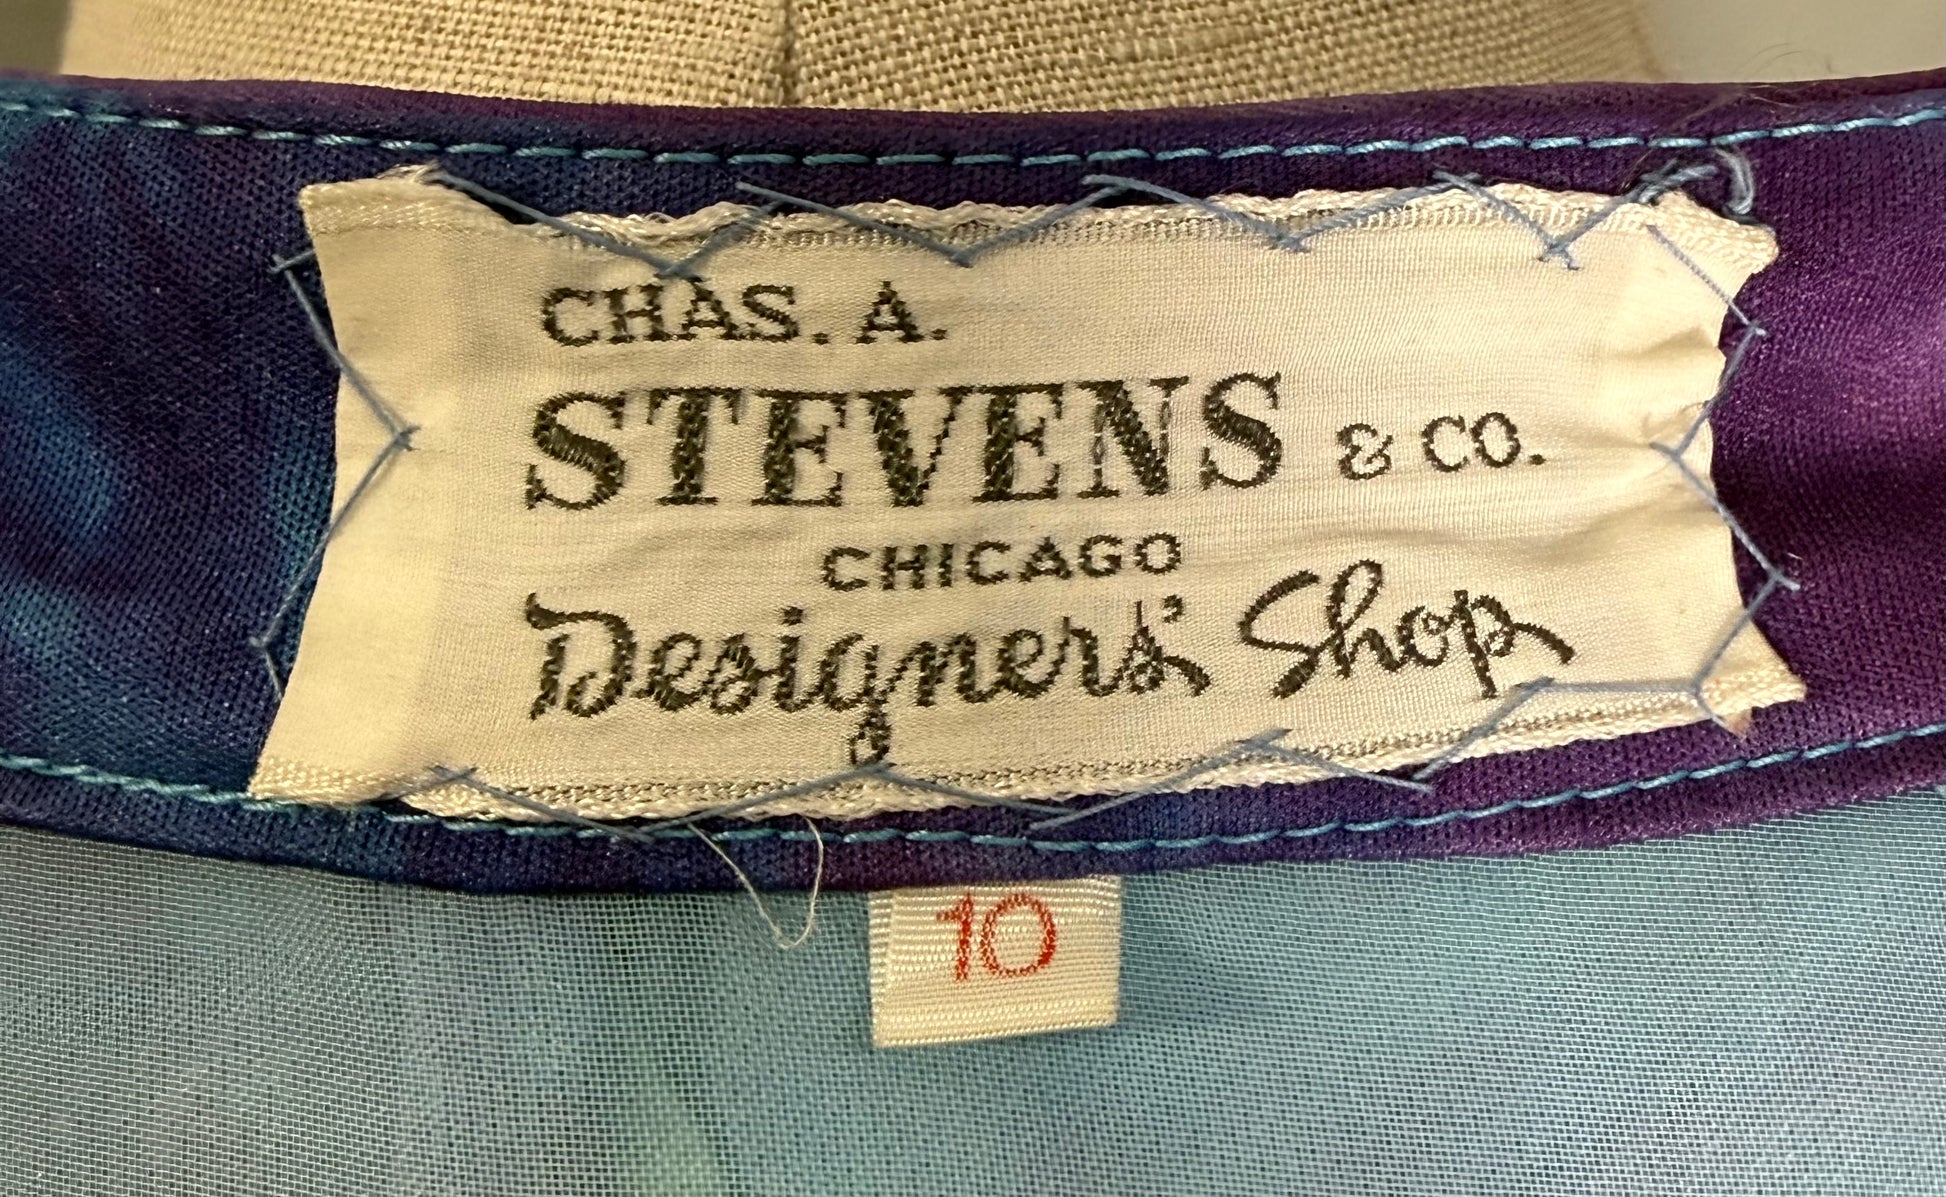 CHAS. A.
STEVENS & CO.
CHICAGO
Designers' Shop
10